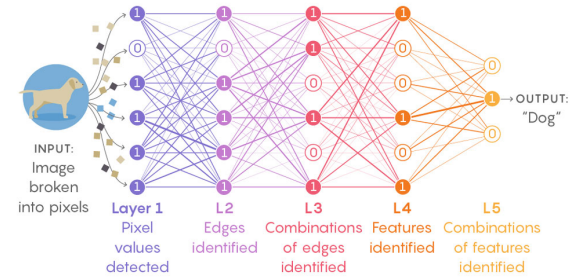 1 1 1 1
0 0 1 0
0
1 1 0 0
1 OUTPUT:
"Dog"
1 1 1 1
0
1 1 0 0
1 1 1 1
INPUT:
Image
broken
into pixels
Layer 1
Pixel
values
detected
L2
Edges
identified
L3
Combinations
of edges
identified
L4
Features
identified
L5
Combinations
of features
identified